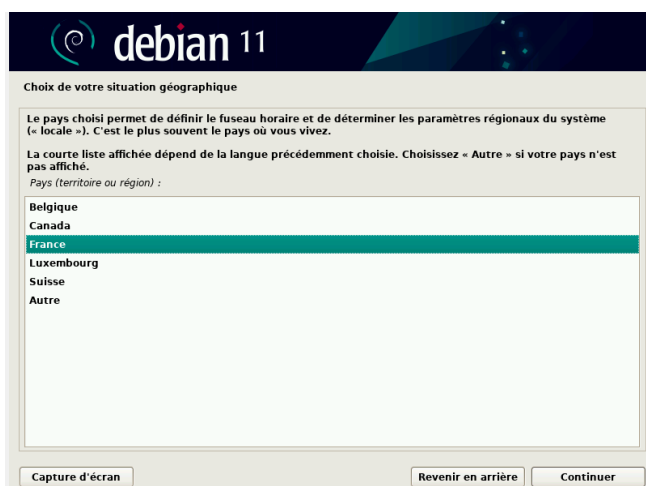 debian 11
Choix de votre situation géographique
Le pays choisi permet de définir le fuseau horaire et de déterminer les paramètres régionaux du système
(« locale »). C'est le plus souvent le pays où vous vivez.
La courte liste affichée dépend de la langue précédemment choisie. Choisissez « Autre » si votre pays n'est
pas affiché.
Pays (territoire ou région) :
Belgique
Canada
France
Luxembourg
Suisse
Autre
Capture d'écran
Revenir en arrière
Continuer